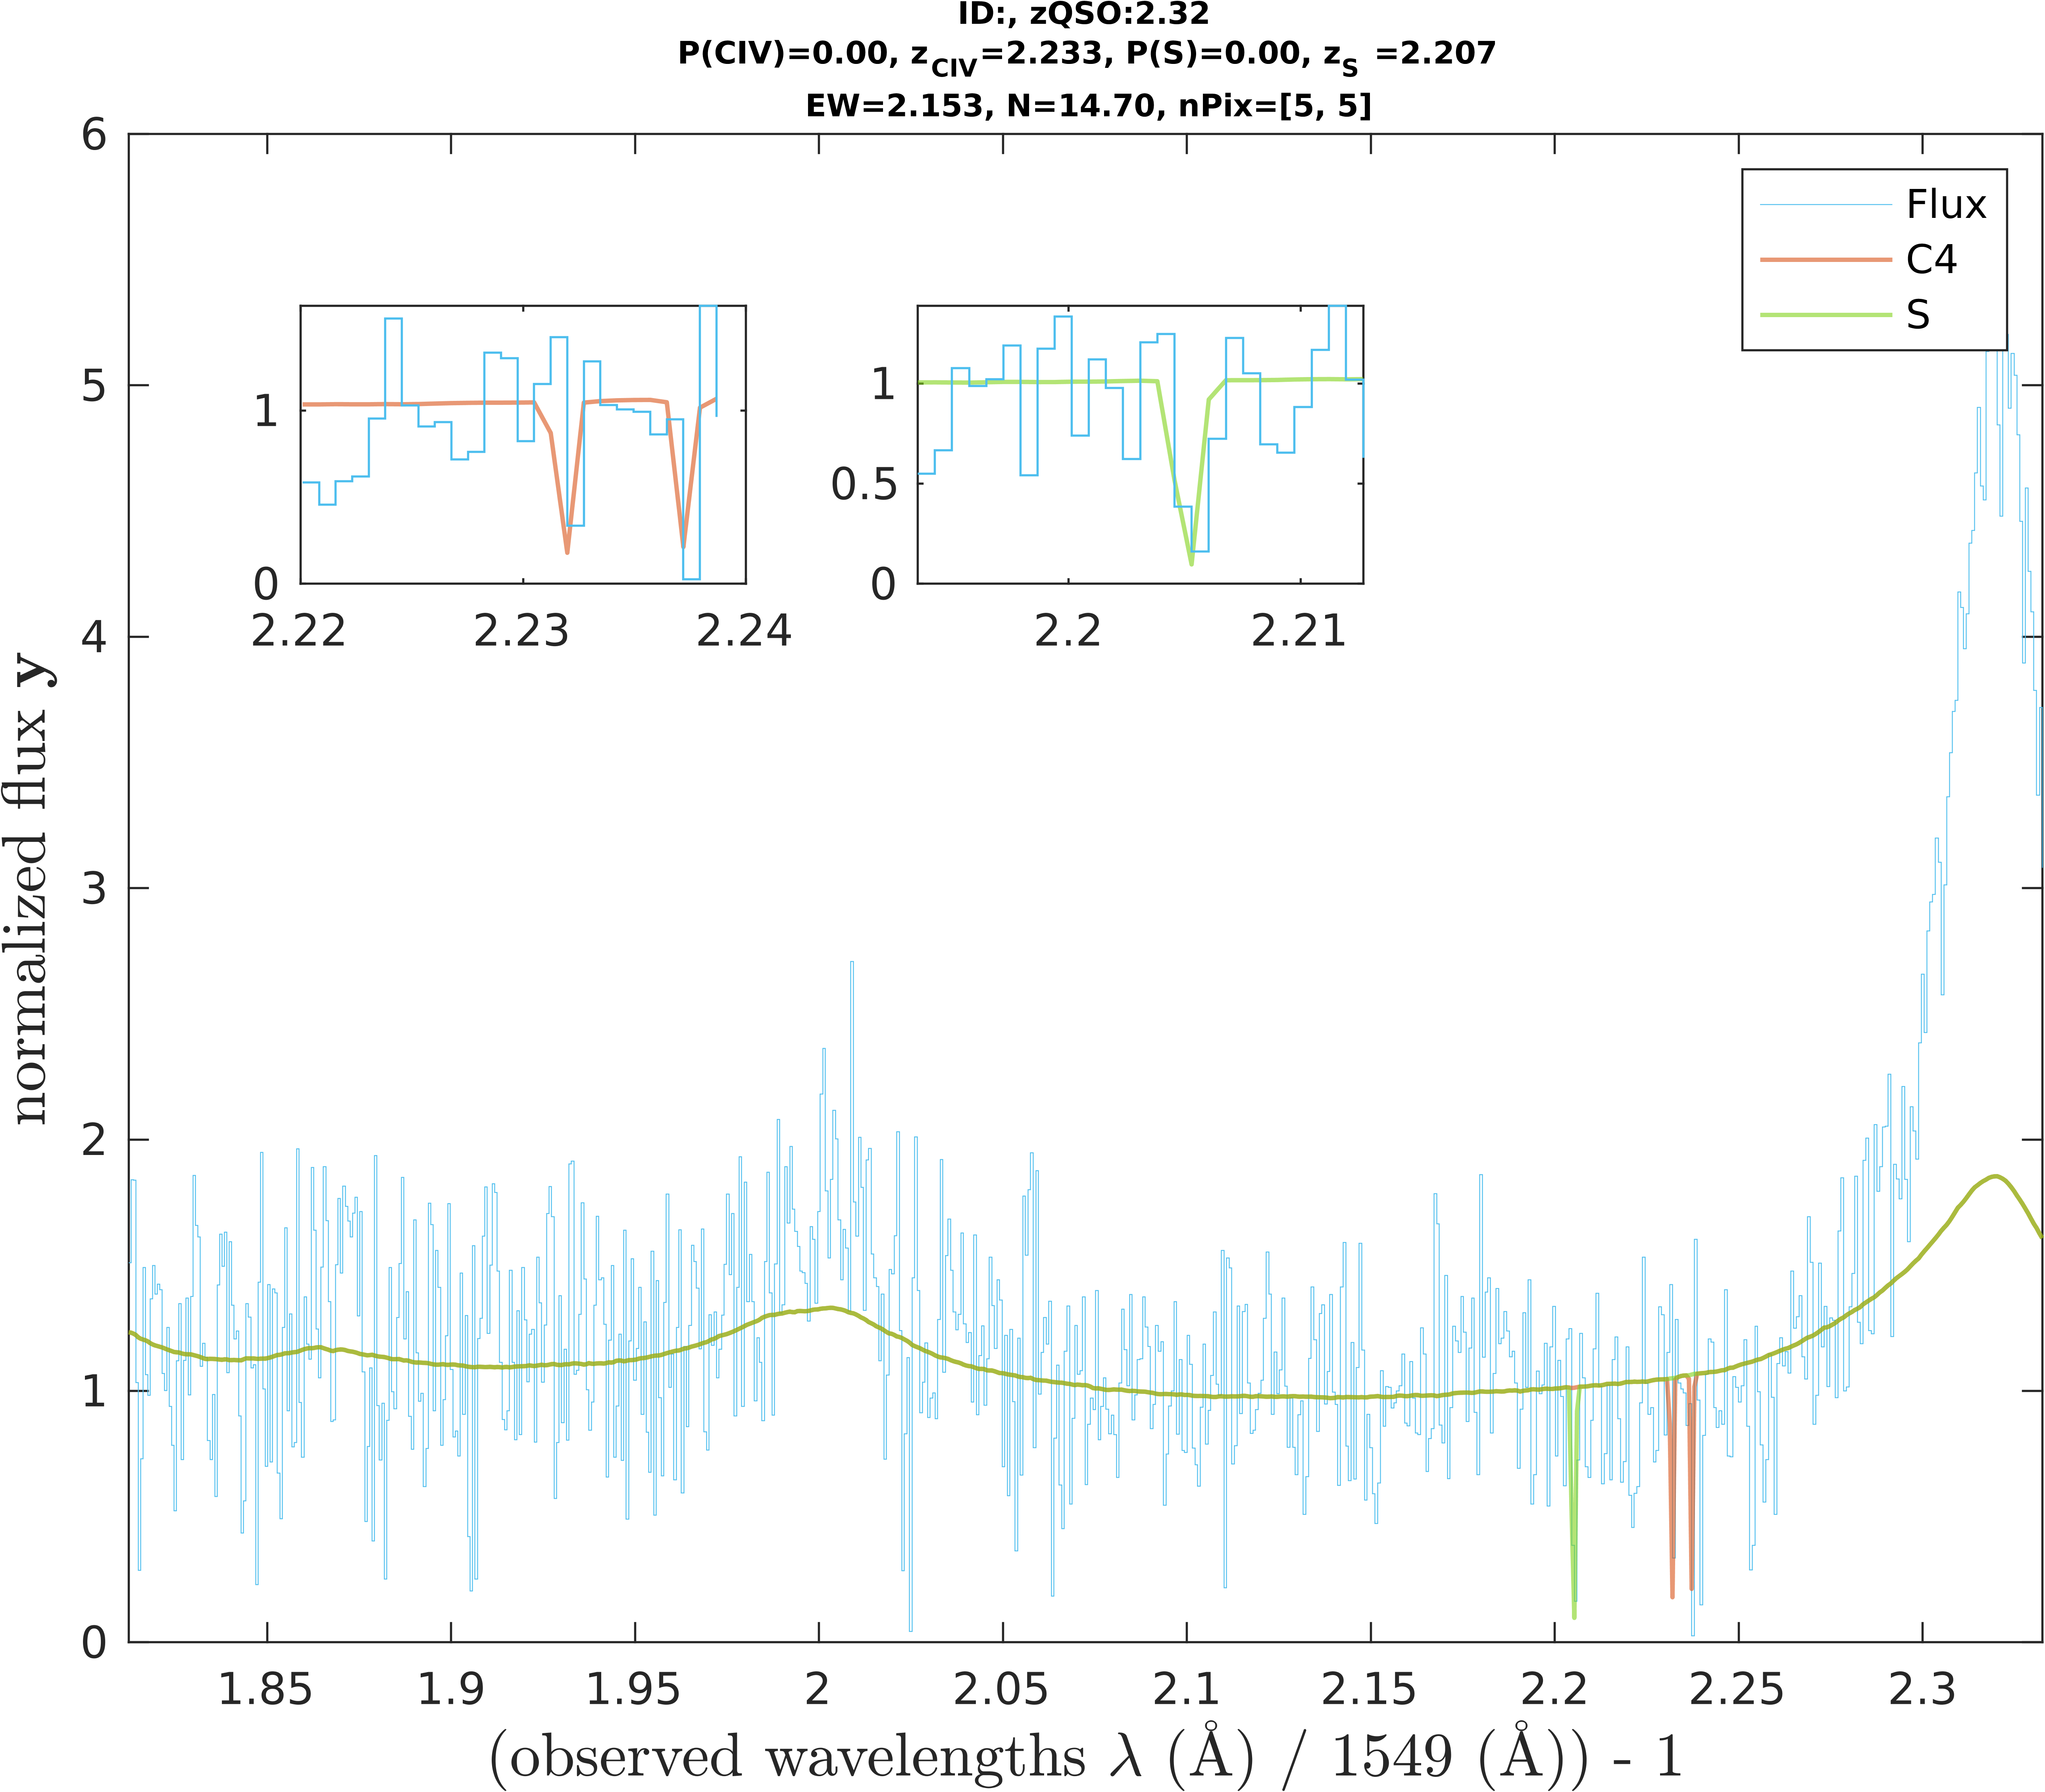 ID:, zQSO:2.32
P(CIV)=0.00, z_CIV=2.233, P(S)=0.00, z_S =2.207
EW=2.153, N=14.70, nPix=[5, 5]
Flux
C4
S
6
5
4
3
2
1
0
normalized flux y
1
0
2.22 2.23 2.24
1
0.5
0
2.2 2.21
1.85 1.9 1.95 2 2.05 2.1 2.15 2.2 2.25 2.3
(observed wavelengths λ (Å) / 1549 (Å)) - 1